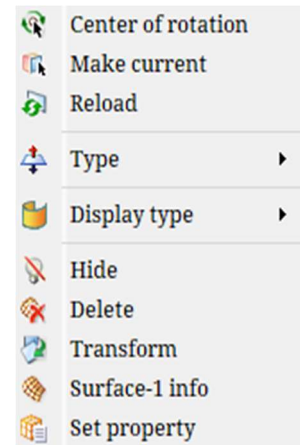 Center of rotation
Make current
Reload
Type
Display type
Hide
Delete
Transform
Surface-1 info
Set property